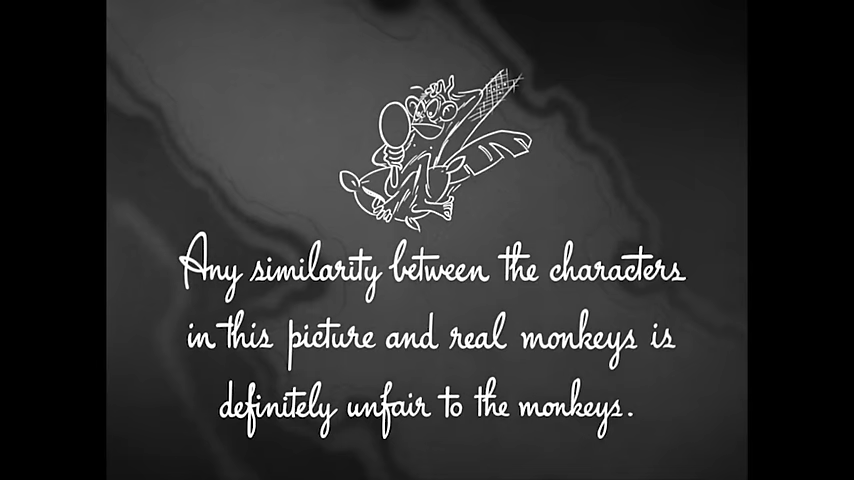 Any similarity between the characters
in this picture and real monkeys is
definitely unfair to the monkeys.